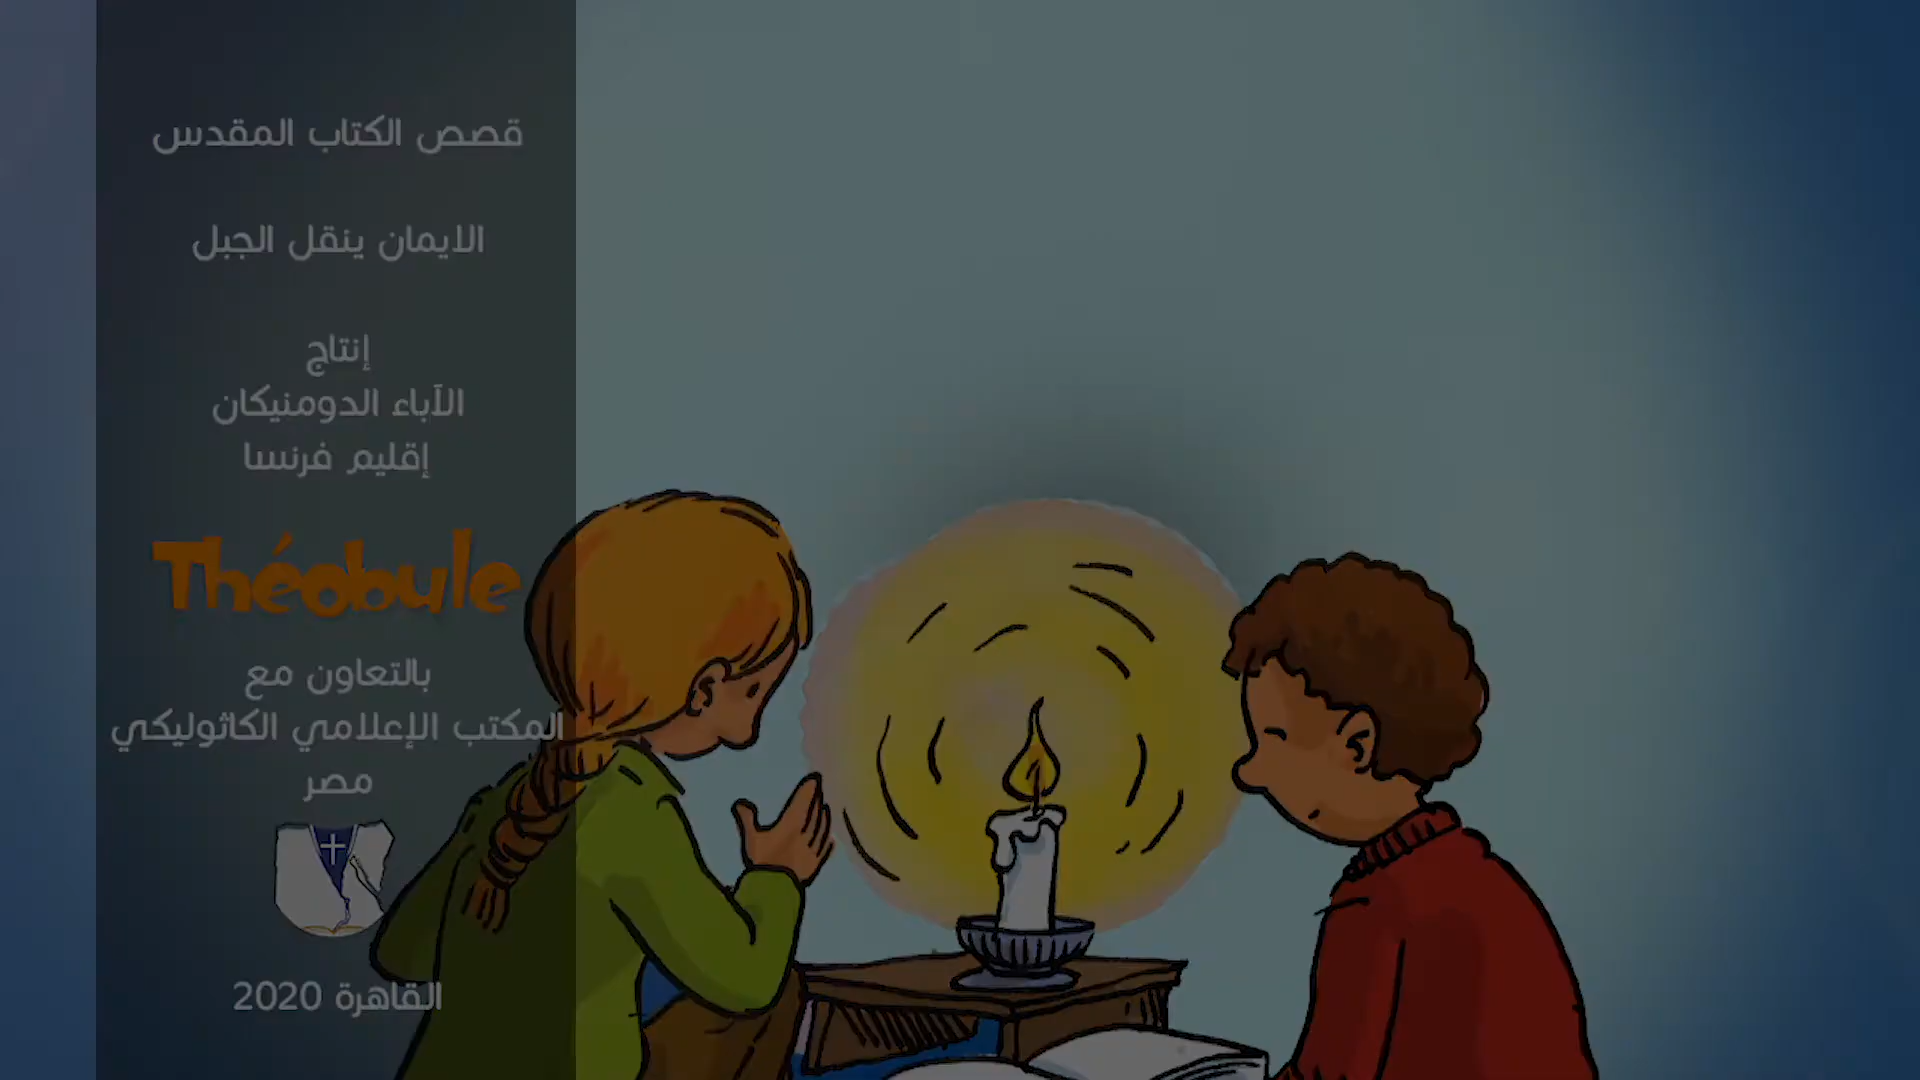 قصص الكتاب المقدس
الايمان ينقل الجبل
إنتاج
الآباء الدومنيكان
إقليم فرنسا
Théobule
بالتعاون مع
المكتب الإعلامي الكاثوليكي
مصر
القاهرة 2020